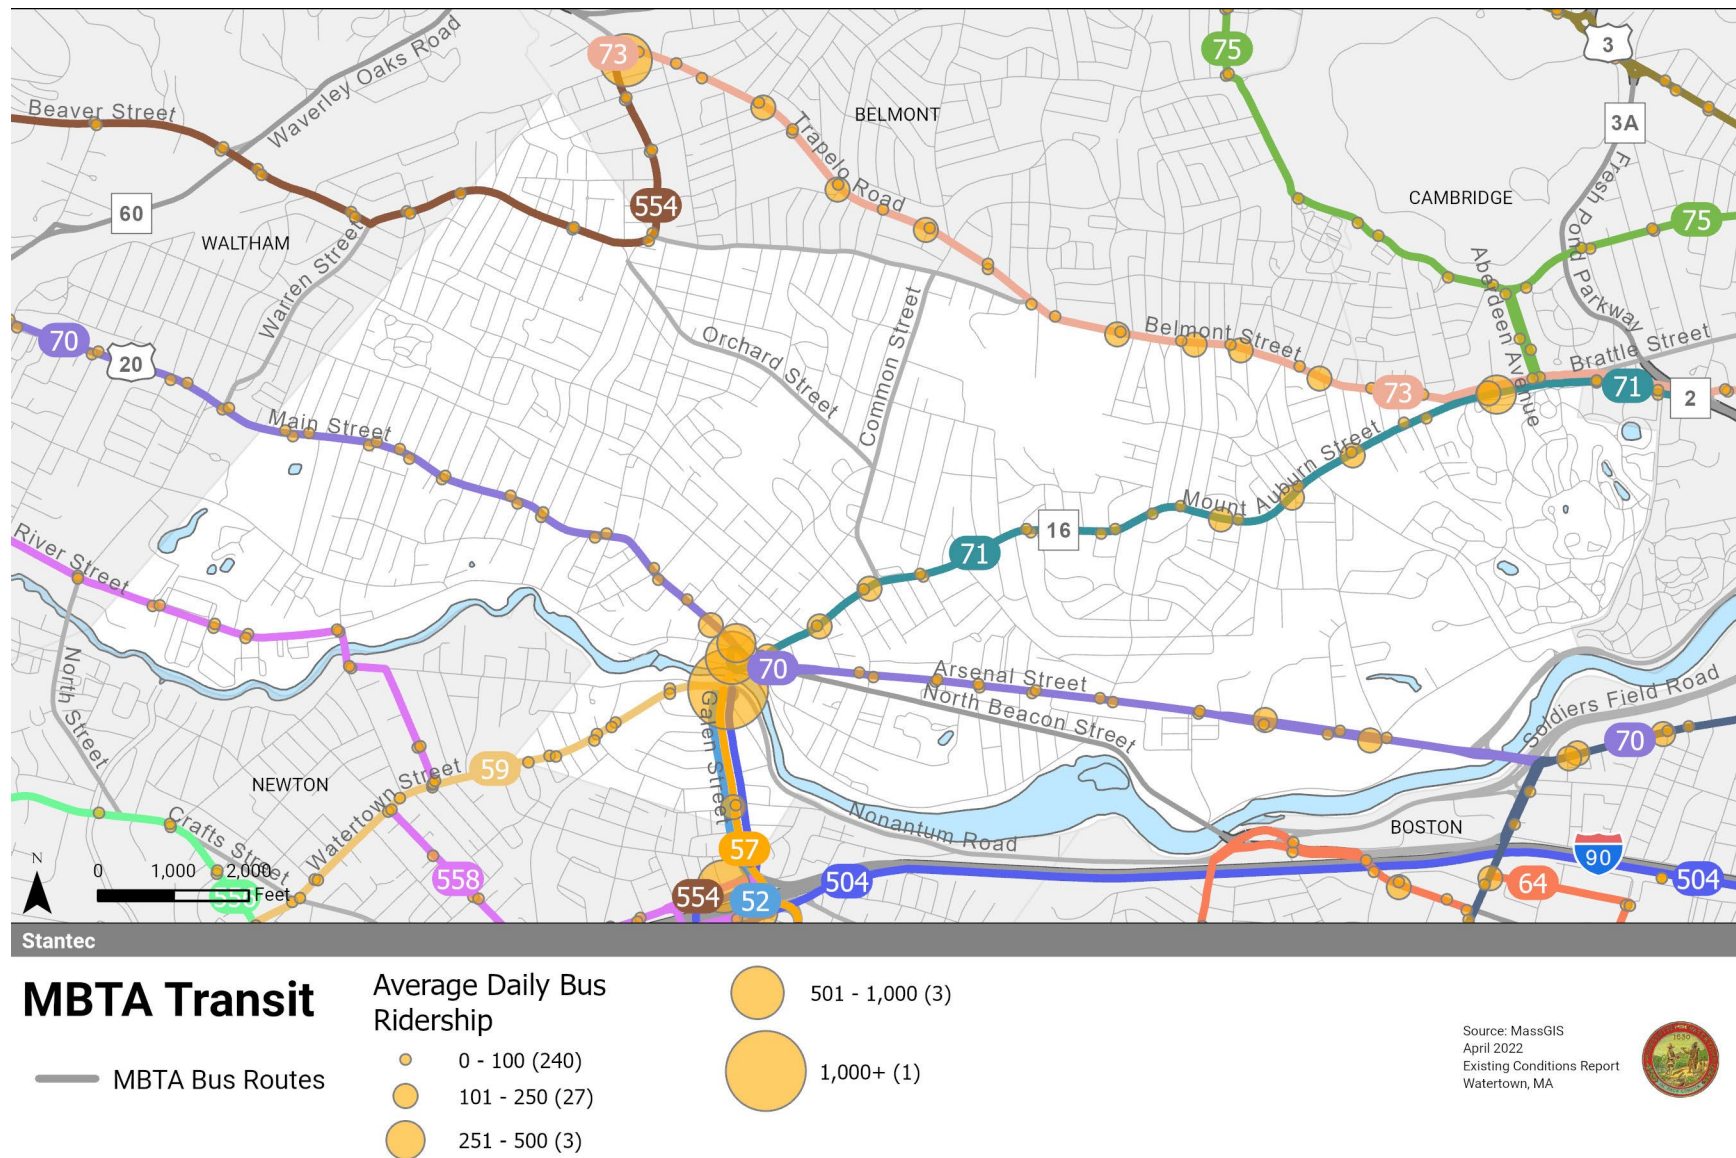 73
75
3
Beaver Street
Waverley Oaks Road
BELMONT
3A
Trapelo Road
Fresh Pond Parkway
60
554
CAMBRIDGE
75
WALTHAM
Warren Street
Aberdeen Avenue
70
20
Orchard Street
Common Street
Belmont Street
Brattle Street
73
71
2
Main Street
Mount Auburn Street
River Street
71
16
North Street
70
Arsenal Street
North Beacon Street
Soldiers Field Road
Galen Street
70
59
NEWTON
Watertown Street
Crafts Street
Nonantum Road
BOSTON
57
90
N
0 1,000 2,000
Feet
558
554
52
504
64
504
Stantec
MBTA Transit
MBTA Bus Routes
Average Daily Bus
Ridership
0 - 100 (240)
101 - 250 (27)
251 - 500 (3)
501 - 1,000 (3)
1,000+ (1)
Source: MassGIS
April 2022
Existing Conditions Report
Watertown, MA